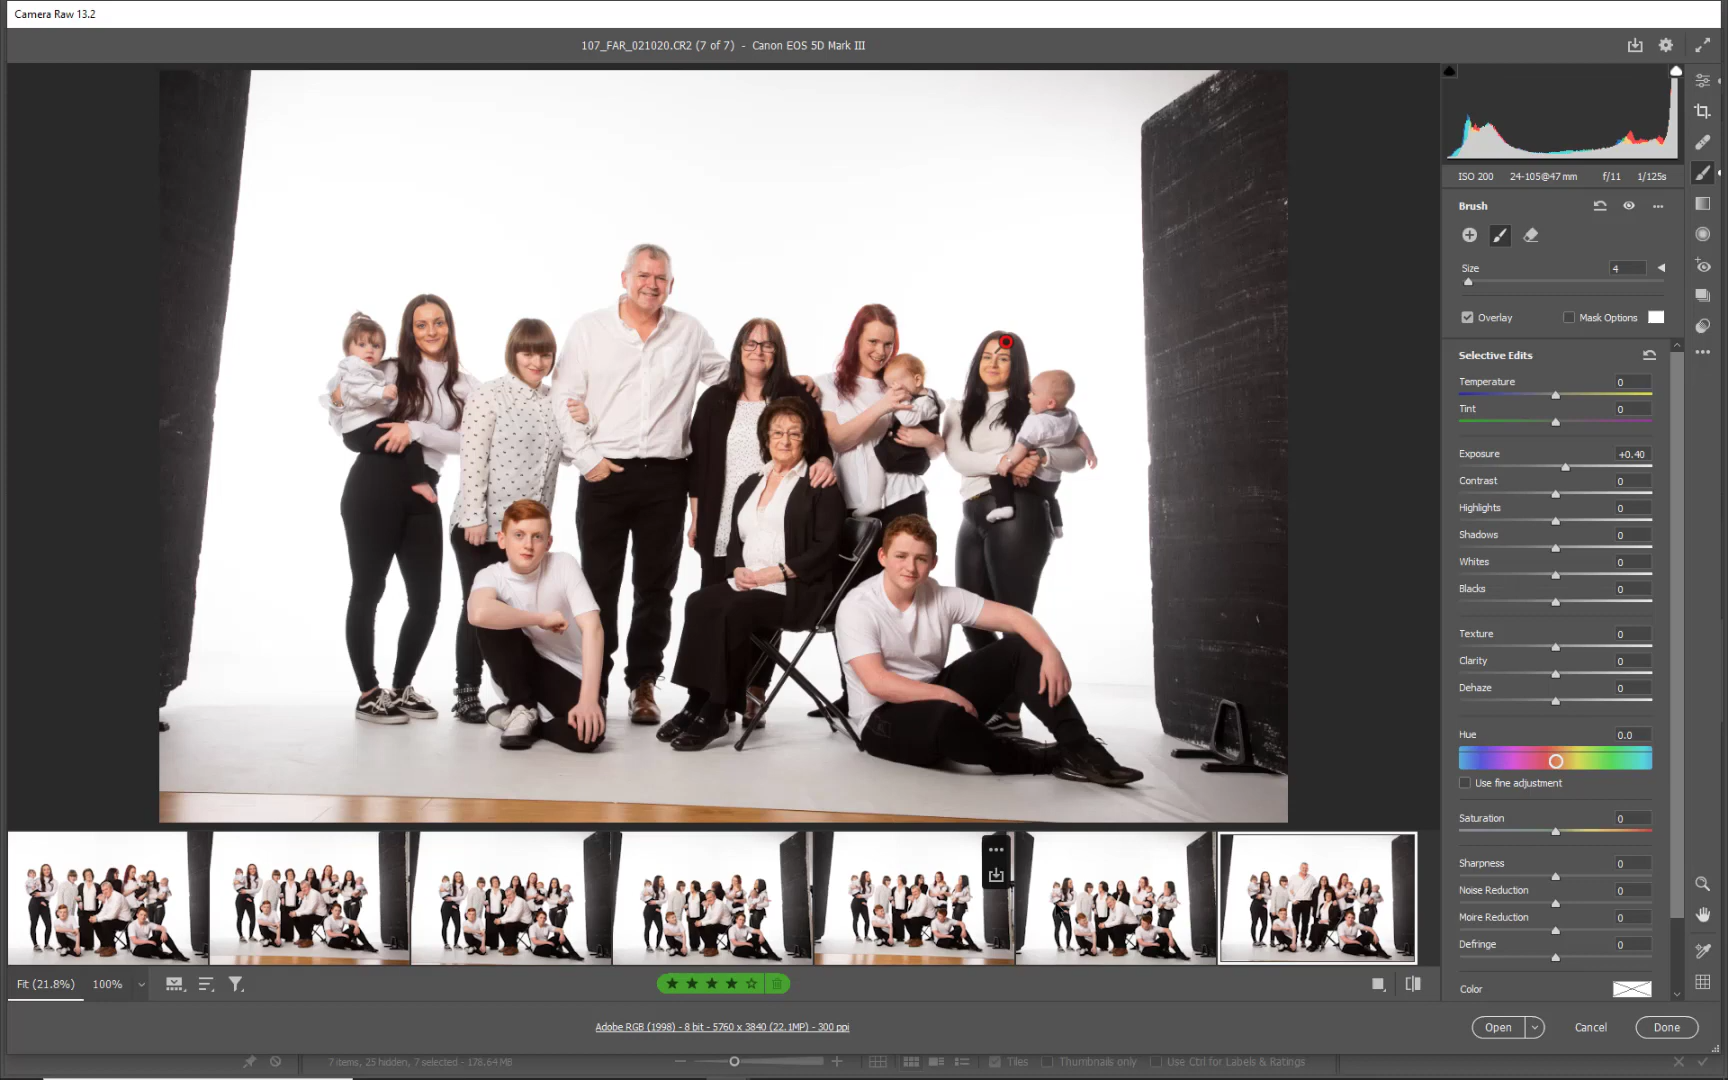 Camera Raw 13.2
107_FAR_021020.CR2 (7 of 7) - Canon EOS 5D Mark III
ISO 200 24-105@47 mm f/11 1/125s
Brush
Size 4
Overlay Mask Options
Selective Edits
Temperature 0
Tint 0
Exposure +0.40
Contrast 0
Highlights 0
Shadows 0
Whites 0
Blacks 0
Texture 0
Clarity 0
Dehaze 0
Hue 0.0
Use fine adjustment
Saturation 0
Sharpness 0
Noise Reduction 0
Moire Reduction 0
Defringe 0
Color
Fit (21.8%) 100%
Adobe RGB (1998) - 8 bit - 5760 x 3840 (22.1MP) - 300 ppi
Open Cancel Done
7 items, 25 hidden, 7 selected - 178.64 MB
Tiles Thumbnails only Use Ctrl for Labels & Ratings